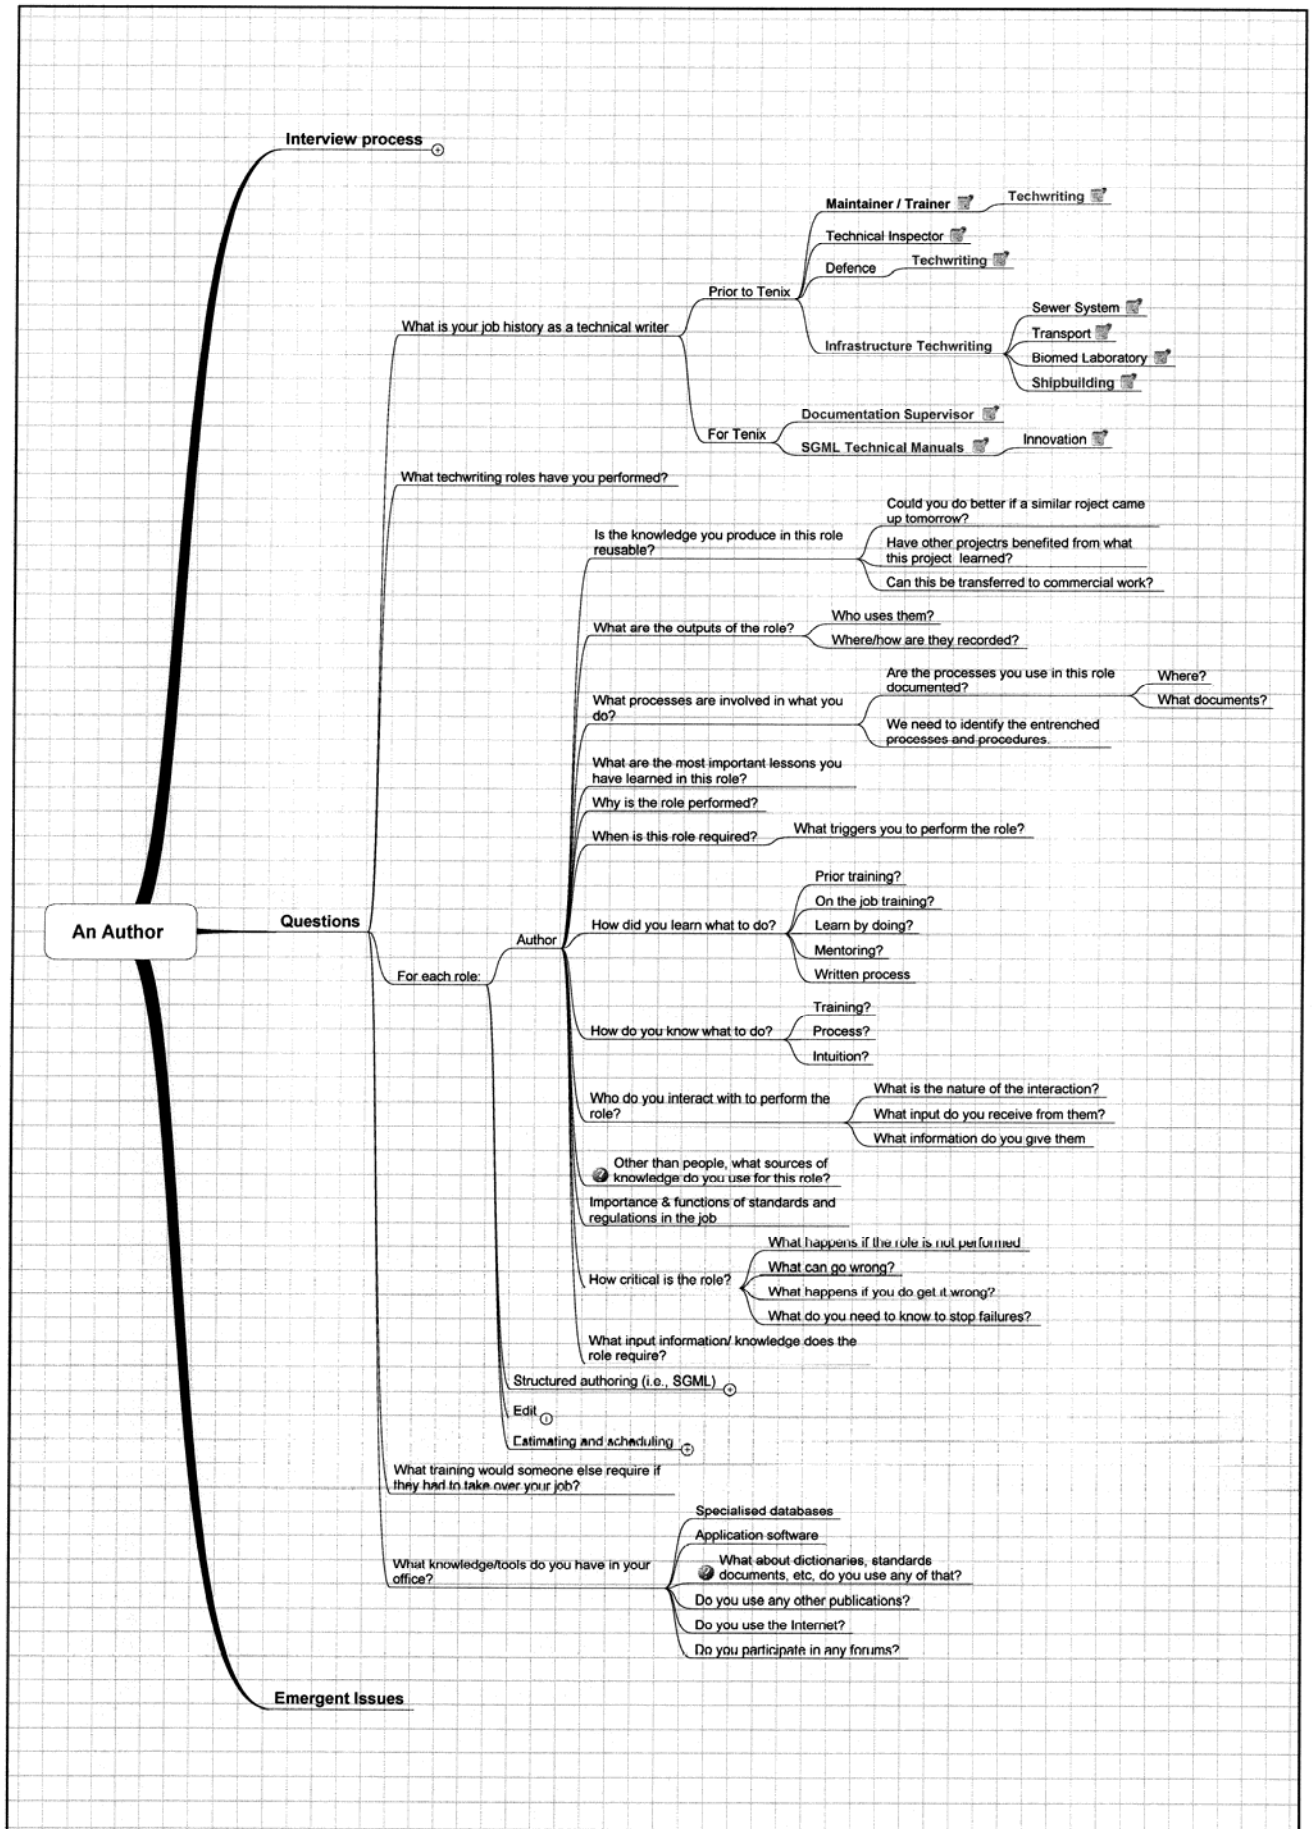 Interview process
Maintainer / Trainer
Techwriting
Technical Inspector
Defence
Techwriting
Prior to Tenix
What is your job history as a technical writer
Infrastructure Techwriting
Sewer System
Transport
Biomed Laboratory
Shipbuilding
For Tenix
Documentation Supervisor
SGML Technical Manuals
Innovation
What techwriting roles have you performed?
Is the knowledge you produce in this role
reusable?
Could you do better if a similar roject came
up tomorrow?
Have other projectrs benefited from what
this project learned?
Can this be transferred to commercial work?
What are the outputs of the role?
Who uses them?
Where/how are they recorded?
What processes are involved in what you
do?
Are the processes you use in this role
documented?
Where?
What documents?
We need to identify the entrenched
processes and procedures.
What are the most important lessons you
have learned in this role?
Why is the role performed?
When is this role required?
What triggers you to perform the role?
An Author
Questions
For each role:
Author
How did you learn what to do?
Prior training?
On the job training?
Learn by doing?
Mentoring?
Written process
How do you know what to do?
Training?
Process?
Intuition?
Who do you interact with to perform the
role?
What is the nature of the interaction?
What input do you receive from them?
What information do you give them
Other than people, what sources of
knowledge do you use for this role?
Importance & functions of standards and
regulations in the job
How critical is the role?
What happens if the role is not performed
What can go wrong?
What happens if you do get it wrong?
What do you need to know to stop failures?
What input information/ knowledge does the
role require?
Structured authoring (i.e., SGML)
Edit
Estimating and scheduling
What training would someone else require if
they had to take over your job?
What knowledge/tools do you have in your
office?
Specialised databases
Application software
What about dictionaries, standards
documents, etc, do you use any of that?
Do you use any other publications?
Do you use the Internet?
Do you participate in any forums?
Emergent Issues